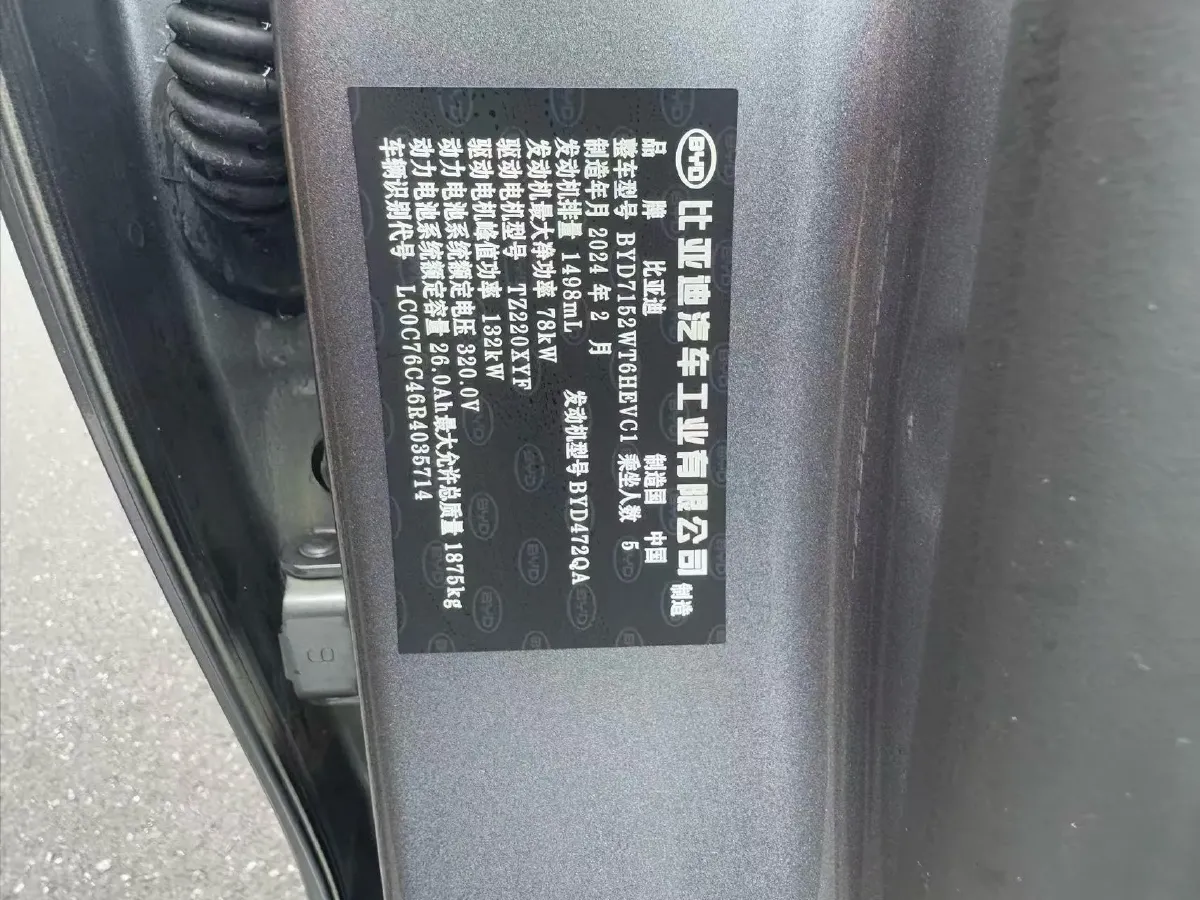 BYD 比亚迪汽车工业有限公司 制造
品 牌 比亚迪 制造国 中国
整车型号 BYD7152WT6HEVC1 乘坐人数 5
制造年月 2024 年 2 月
发动机排量 1498mL 发动机型号 BYD472QA
发动机最大净功率 78kW
驱动电机型号 TZ220XYF
驱动电机峰值功率 132kW
动力电池系统额定电压 320.0V
动力电池系统额定容量 26.0Ah 最大允许总质量 1875kg
车辆识别代号 LC0C76C46R4035714